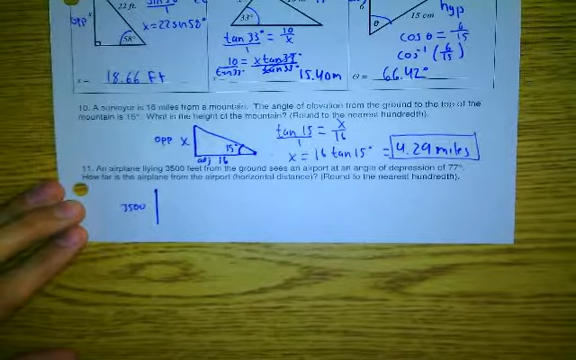 22 ft
x=22sin58°
opp
58°
18.66 Ft
33°
tan 33° = 10/x
1
15.40m
15 cm
hyp
θ
cos θ = 6/15
cos⁻¹ (6/15)
θ = 66.42°
10. A surveyor is 16 miles from a mountain. The angle of elevation from the ground to the top of the
mountain is 15°. What is the height of the mountain? (Round to the nearest hundredth).
opp x
15°
adj 16
tan 15 = x/16
1
x = 16 tan 15° = 4.29 miles
11. An airplane flying 3500 feet from the ground sees an airport at an angle of depression of 77°.
How far is the airplane from the airport (horizontal distance)? (Round to the nearest hundredth).
3500